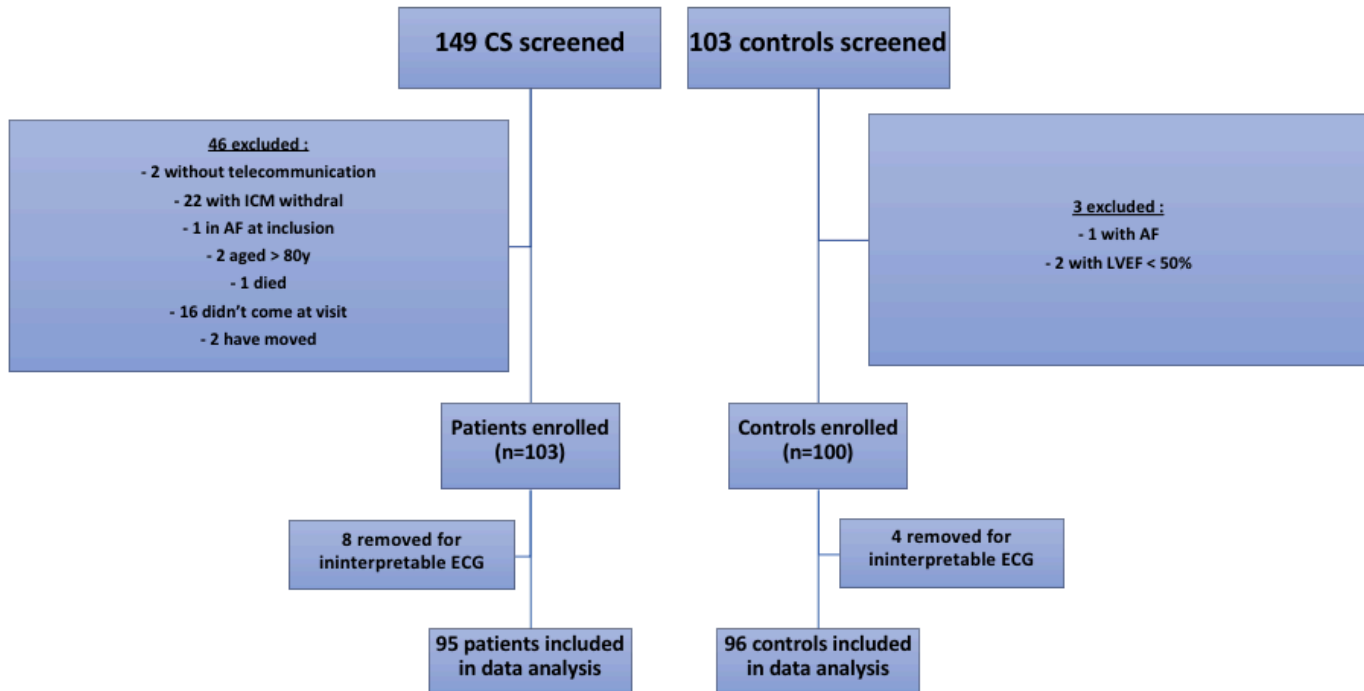 149 CS screened
103 controls screened
46 excluded :
- 2 without telecommunication
- 22 with ICM withdral
- 1 in AF at inclusion
- 2 aged > 80y
- 1 died
- 16 didn't come at visit
- 2 have moved
3 excluded :
- 1 with AF
- 2 with LVEF < 50%
Patients enrolled
(n=103)
Controls enrolled
(n=100)
8 removed for
ininterpretable ECG
4 removed for
ininterpretable ECG
95 patients included
in data analysis
96 controls included
in data analysis